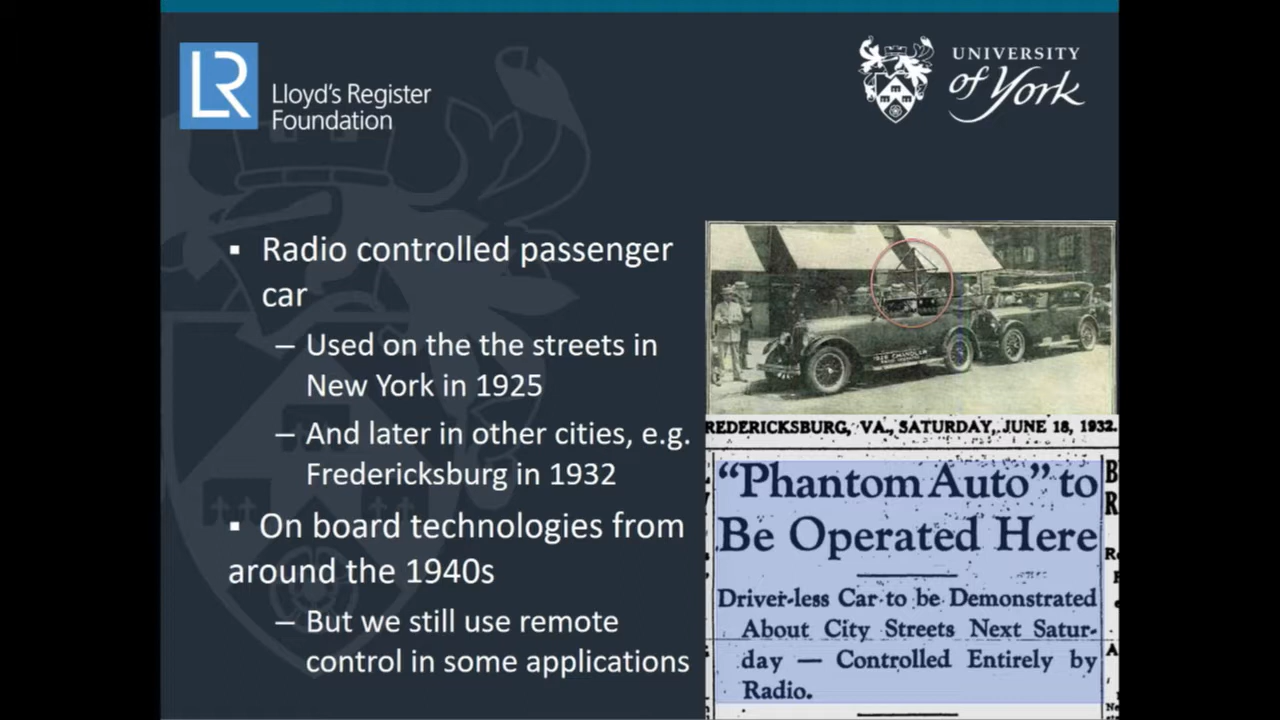 LR
Lloyd's Register
Foundation
UNIVERSITY
of York
▪ Radio controlled passenger
car
– Used on the the streets in
New York in 1925
– And later in other cities, e.g.
Fredericksburg in 1932
▪ On board technologies from
around the 1940s
– But we still use remote
control in some applications
REDERICKSBURG, VA., SATURDAY, JUNE 18, 1932.
“Phantom Auto” to
Be Operated Here
Driver-less Car to be Demonstrated
About City Streets Next Satur-
day — Controlled Entirely by
Radio.